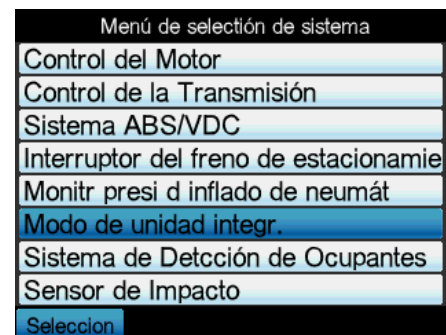 Menú de selectión de sistema
Control del Motor
Control de la Transmisión
Sistema ABS/VDC
Interruptor del freno de estacionamie
Monitr presi d inflado de neumát
Modo de unidad integr.
Sistema de Detcción de Ocupantes
Sensor de Impacto
Seleccion